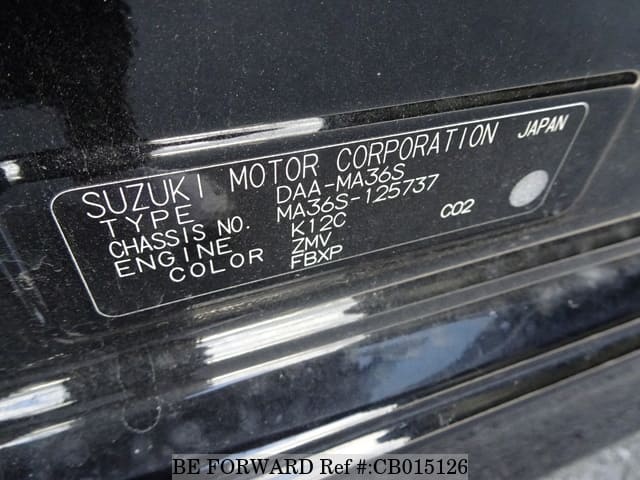 SUZUKI MOTOR CORPORATION JAPAN
TYPE DAA-MA36S
CHASSIS NO. MA36S-125737
ENGINE K12C
COLOR ZMV CO2
FBXP
BE FORWARD Ref #:CB015126